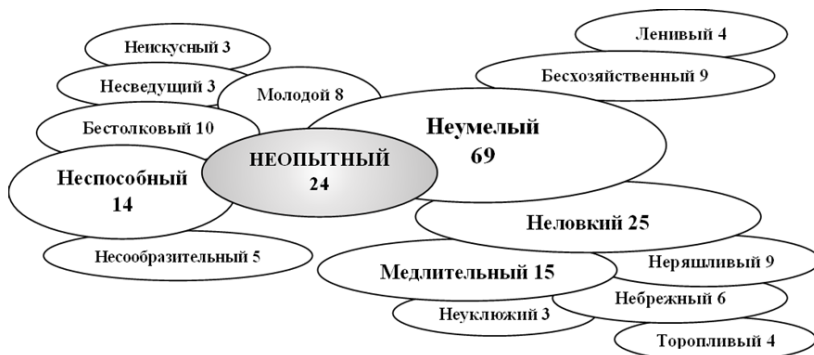 Неискусный 3
Ленивый 4
Несведущий 3
Бесхозяйственный 9
Молодой 8
Бестолковый 10
Неумелый
69
НЕОПЫТНЫЙ
24
Неспособный
14
Неловкий 25
Несообразительный 5
Медлительный 15
Неряшливый 9
Небрежный 6
Неуклюжий 3
Торопливый 4